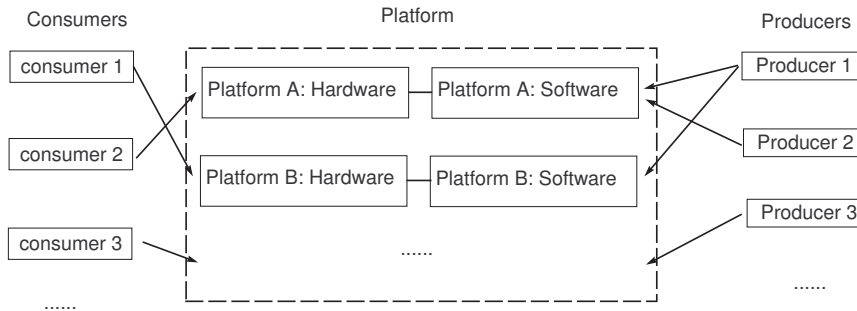 Consumers
Platform
Producers
consumer 1
Platform A: Hardware
Platform A: Software
Producer 1
consumer 2
Producer 2
Platform B: Hardware
Platform B: Software
consumer 3
Producer 3
......
......
......